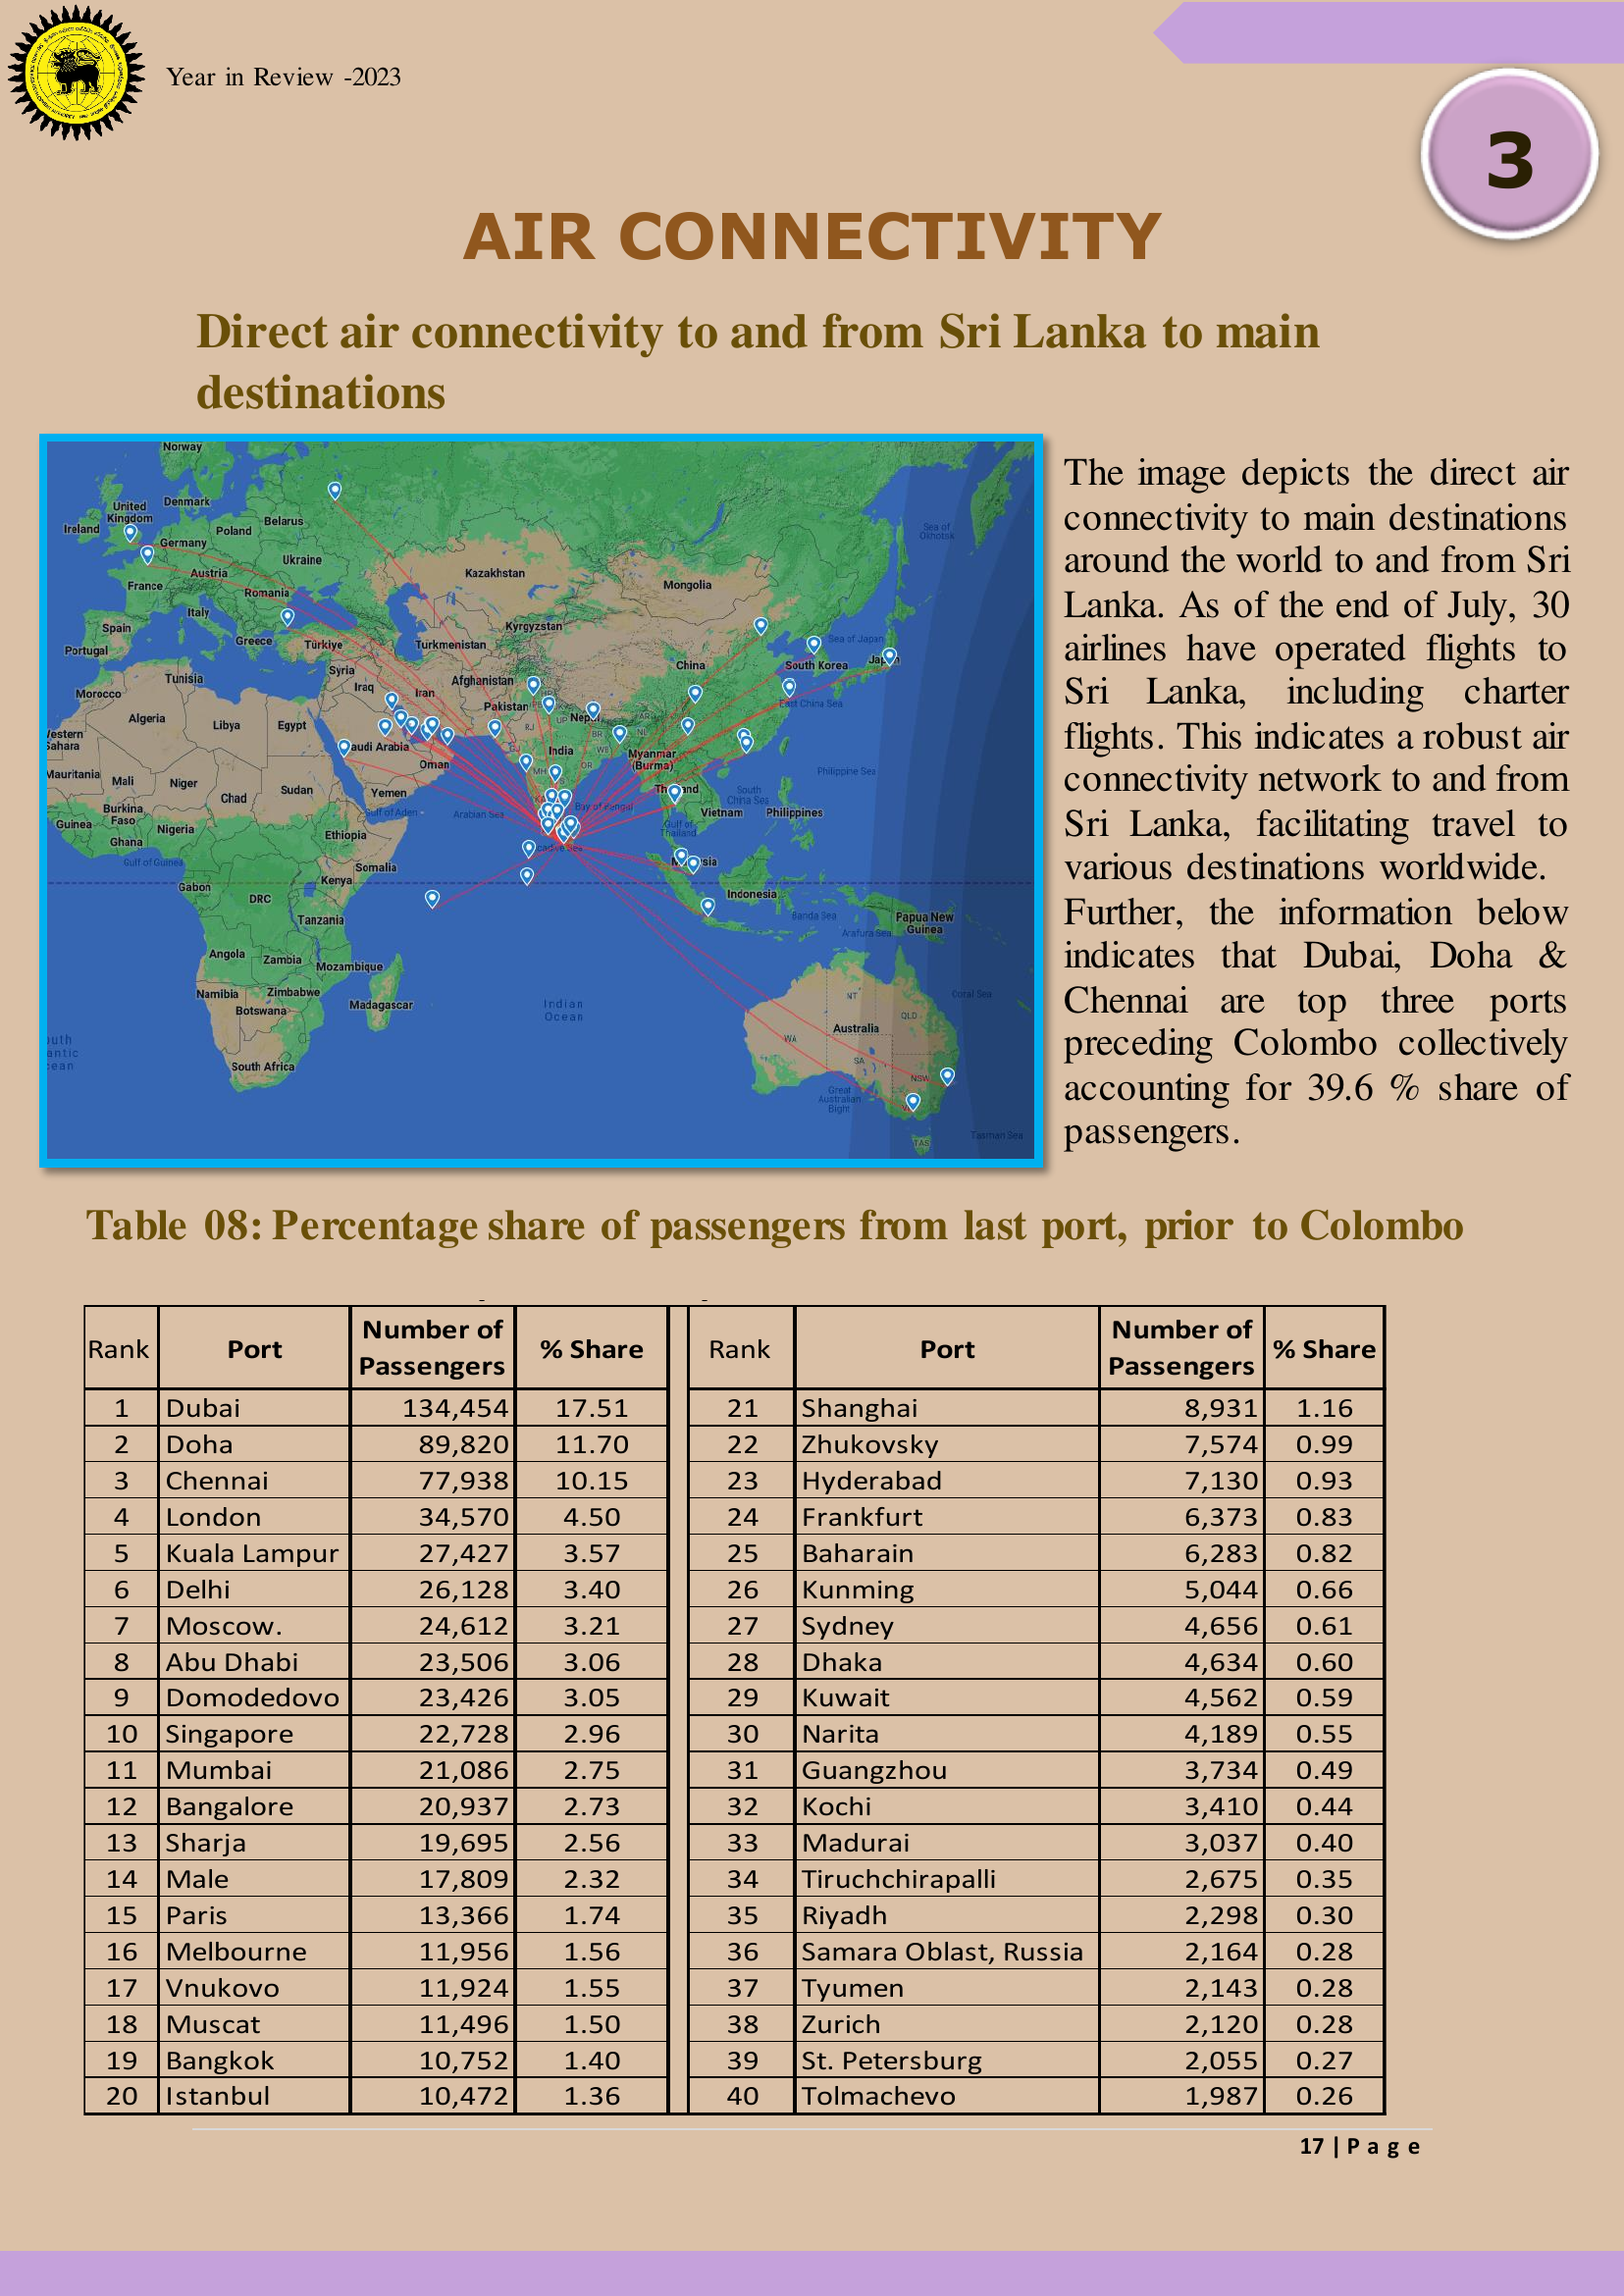 Year in Review -2023
3
AIR CONNECTIVITY
Direct air connectivity to and from Sri Lanka to main
destinations
Norway
United
Kingdom
Denmark
Ireland
Belarus
Poland
Germany
Ukraine
Austria
France
Romania
Kazakhstan
Mongolia
Italy
Spain
Greece
Türkiye
Kyrgyzstan
Turkmenistan
Portugal
Syria
Tunisia
Iraq
Iran
Afghanistan
China
South Korea
Japan
Sea of Japan
Sea of
Okhotsk
Morocco
Algeria
Libya
Egypt
Pakistan
Nepal
East China Sea
Western
Sahara
Saudi Arabia
India
Myanmar
(Burma)
Oman
Mauritania
Mali
Niger
Chad
Sudan
Yemen
Thailand
Philippine Sea
South
China Sea
Burkina
Faso
Guinea
Nigeria
Ghana
Gulf of Aden
Arabian Sea
Bay of Bengal
Vietnam
Philippines
Gulf of
Thailand
Ethiopia
Gulf of Guinea
Somalia
Laccadive Sea
Malaysia
Gabon
Kenya
DRC
Indonesia
Tanzania
Banda Sea
Papua New
Guinea
Arafura Sea
Angola
Zambia
Mozambique
Namibia
Zimbabwe
Botswana
Madagascar
Indian
Ocean
NT
Coral Sea
QLD
Australia
WA
SA
NSW
South Africa
Great
Australian
Bight
Tasman Sea
TAS
The image depicts the direct air
connectivity to main destinations
around the world to and from Sri
Lanka. As of the end of July, 30
airlines have operated flights to
Sri Lanka, including charter
flights. This indicates a robust air
connectivity network to and from
Sri Lanka, facilitating travel to
various destinations worldwide.
Further, the information below
indicates that Dubai, Doha &
Chennai are top three ports
preceding Colombo collectively
accounting for 39.6 % share of
passengers.
Table 08: Percentage share of passengers from last port, prior to Colombo
Rank Port Number of Passengers % Share Rank Port Number of Passengers % Share
1 Dubai 134,454 17.51 21 Shanghai 8,931 1.16
2 Doha 89,820 11.70 22 Zhukovsky 7,574 0.99
3 Chennai 77,938 10.15 23 Hyderabad 7,130 0.93
4 London 34,570 4.50 24 Frankfurt 6,373 0.83
5 Kuala Lampur 27,427 3.57 25 Baharain 6,283 0.82
6 Delhi 26,128 3.40 26 Kunming 5,044 0.66
7 Moscow. 24,612 3.21 27 Sydney 4,656 0.61
8 Abu Dhabi 23,506 3.06 28 Dhaka 4,634 0.60
9 Domodedovo 23,426 3.05 29 Kuwait 4,562 0.59
10 Singapore 22,728 2.96 30 Narita 4,189 0.55
11 Mumbai 21,086 2.75 31 Guangzhou 3,734 0.49
12 Bangalore 20,937 2.73 32 Kochi 3,410 0.44
13 Sharja 19,695 2.56 33 Madurai 3,037 0.40
14 Male 17,809 2.32 34 Tiruchchirapalli 2,675 0.35
15 Paris 13,366 1.74 35 Riyadh 2,298 0.30
16 Melbourne 11,956 1.56 36 Samara Oblast, Russia 2,164 0.28
17 Vnukovo 11,924 1.55 37 Tyumen 2,143 0.28
18 Muscat 11,496 1.50 38 Zurich 2,120 0.28
19 Bangkok 10,752 1.40 39 St. Petersburg 2,055 0.27
20 Istanbul 10,472 1.36 40 Tolmachevo 1,987 0.26
17 | P a g e